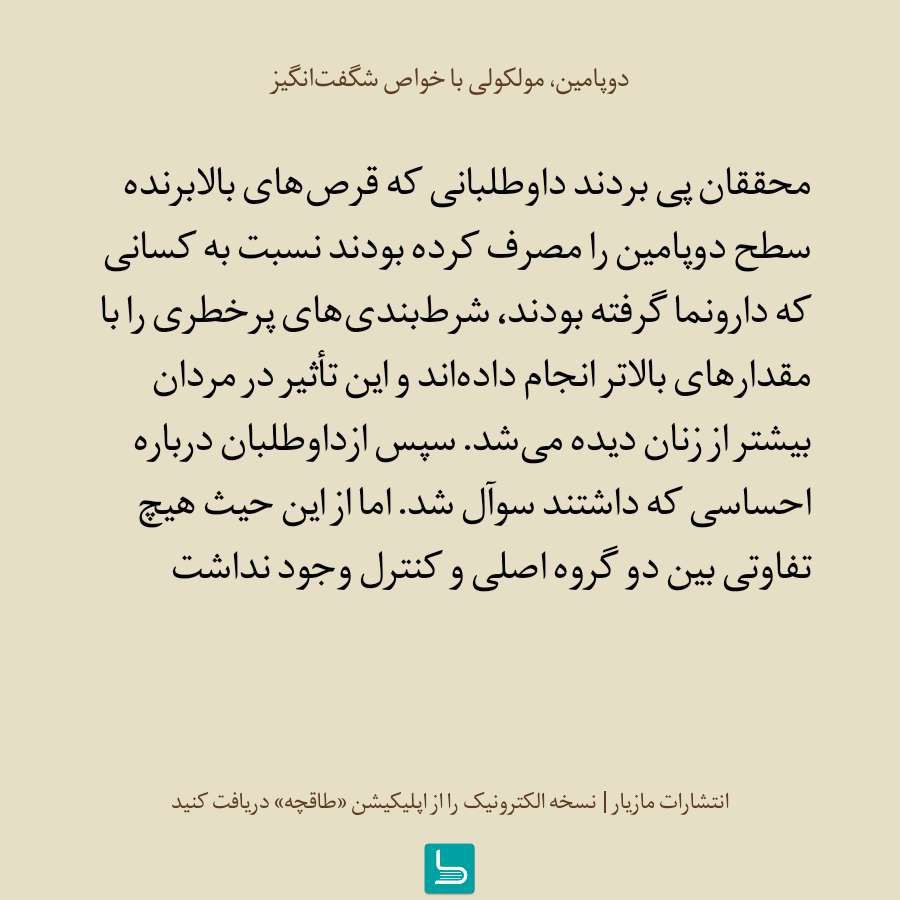 دوپامین، مولکولی با خواص شگفت‌انگیز
محققان پی بردند داوطلبانی که قرص‌های بالابرنده
سطح دوپامین را مصرف کرده بودند نسبت به کسانی
که دارونما گرفته بودند، شرط‌بندی‌های پرخطری را با
مقدارهای بالاتر انجام داده‌اند و این تأثیر در مردان
بیشتر از زنان دیده می‌شد. سپس ازداوطلبان درباره
احساسی که داشتند سوآل شد. اما از این حیث هیچ
تفاوتی بین دو گروه اصلی و کنترل وجود نداشت
انتشارات مازیار | نسخه الکترونیک را از اپلیکیشن «طاقچه» دریافت کنید